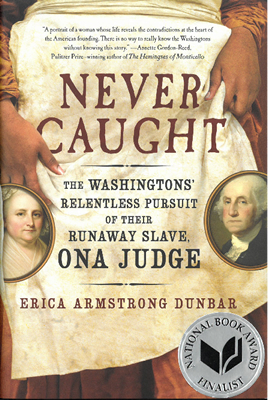 "A portrait of a woman whose life reveals the contradictions at the heart of
the American founding. There is no way to really know the Washingtons
without knowing this story."—Annette Gordon-Reed,
Pulitzer Prize–winning author of The Hemingses of Monticello
NEVER
CAUGHT
THE WASHINGTONS'
RELENTLESS PURSUIT
OF THEIR
RUNAWAY SLAVE,
ONA JUDGE
ERICA ARMSTRONG DUNBAR
NATIONAL BOOK AWARD
FINALIST